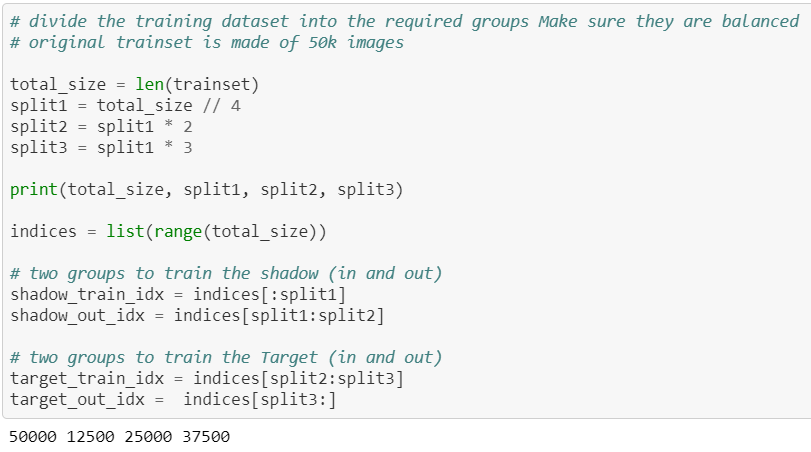 # divide the training dataset into the required groups Make sure they are balanced
# original trainset is made of 50k images
total_size = len(trainset)
split1 = total_size // 4
split2 = split1 * 2
split3 = split1 * 3
print(total_size, split1, split2, split3)
indices = list(range(total_size))
# two groups to train the shadow (in and out)
shadow_train_idx = indices[:split1]
shadow_out_idx = indices[split1:split2]
# two groups to train the Target (in and out)
target_train_idx = indices[split2:split3]
target_out_idx =  indices[split3:]
50000 12500 25000 37500